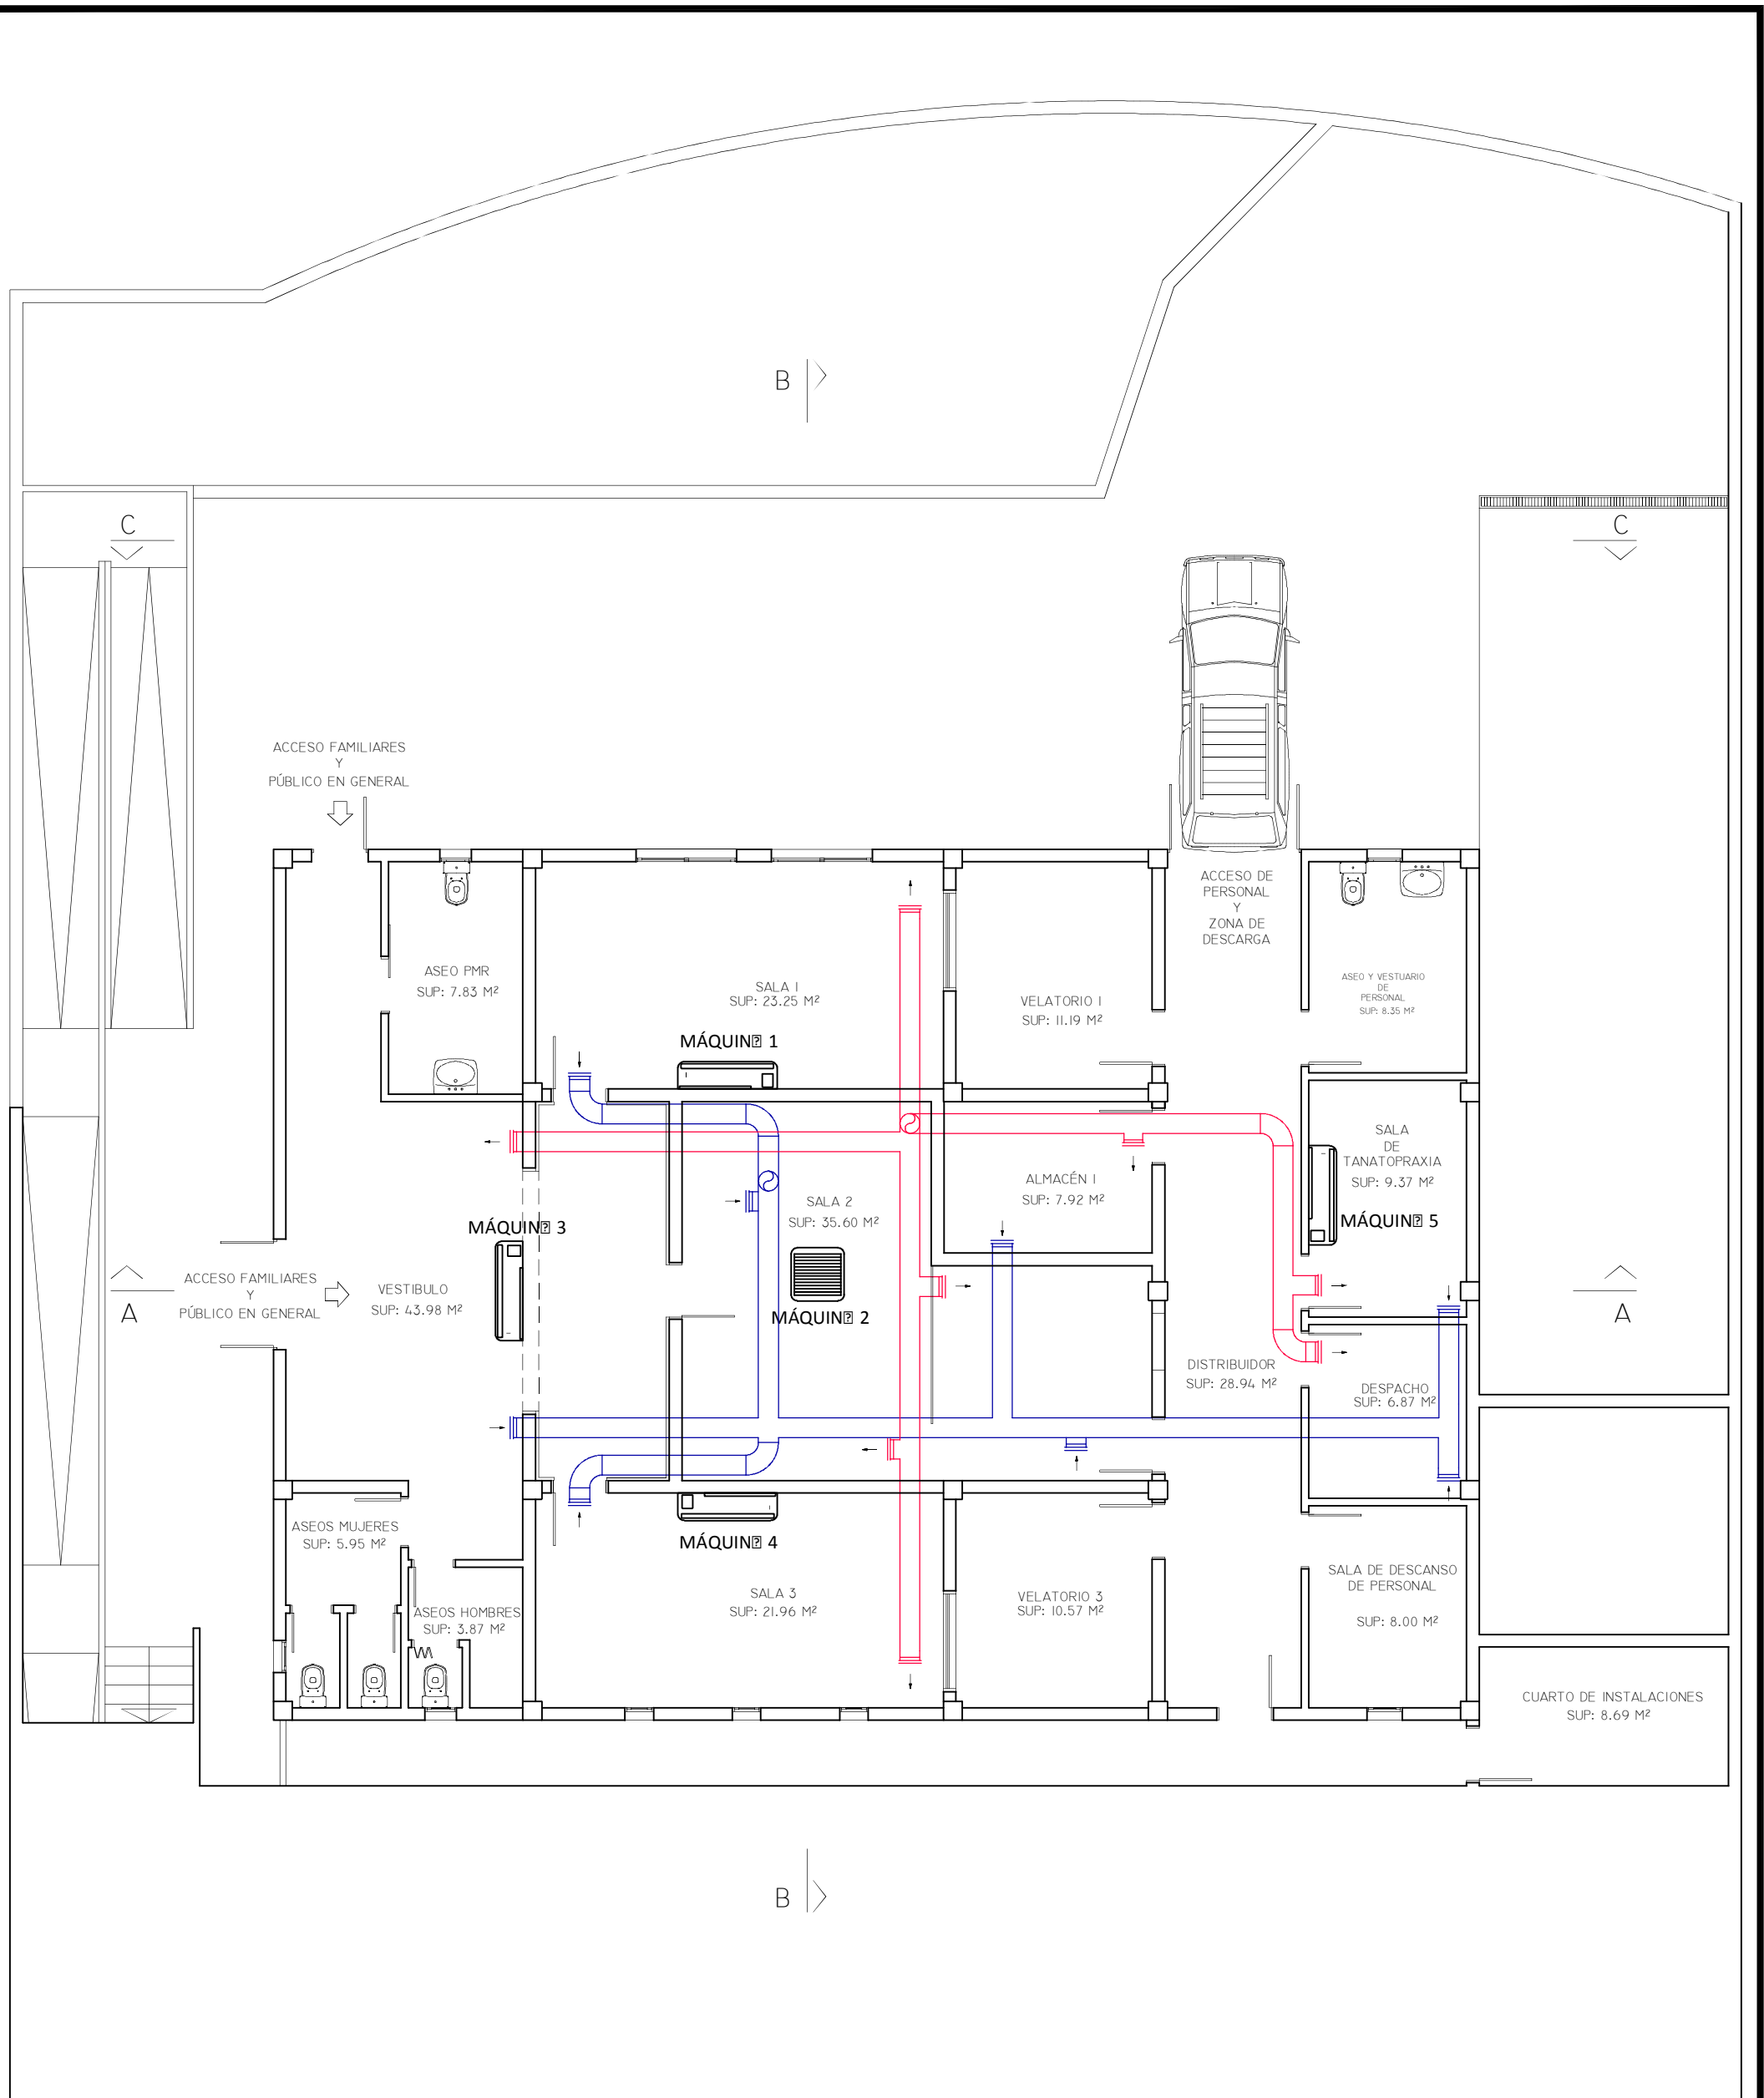 B
C
C
ACCESO FAMILIARES
Y
PÚBLICO EN GENERAL
ACCESO DE
PERSONAL
Y
ZONA DE
DESCARGA
ASEO PMR
SUP: 7.83 M²
SALA 1
SUP: 23.25 M²
VELATORIO 1
SUP: 11.19 M²
ASEO Y VESTUARIO
DE
PERSONAL
SUP: 8.35 M²
MÁQUIN⍰ 1
SALA
DE
TANATOPRAXIA
SUP: 9.37 M²
ALMACÉN 1
SUP: 7.92 M²
SALA 2
SUP: 35.60 M²
MÁQUIN⍰ 3
MÁQUIN⍰ 5
ACCESO FAMILIARES
Y
PÚBLICO EN GENERAL
VESTIBULO
SUP: 43.98 M²
MÁQUIN⍰ 2
A
A
DISTRIBUIDOR
SUP: 28.94 M²
DESPACHO
SUP: 6.87 M²
ASEOS MUJERES
SUP: 5.95 M²
MÁQUIN⍰ 4
SALA 3
SUP: 21.96 M²
VELATORIO 3
SUP: 10.57 M²
SALA DE DESCANSO
DE PERSONAL
SUP: 8.00 M²
ASEOS HOMBRES
SUP: 3.87 M²
CUARTO DE INSTALACIONES
SUP: 8.69 M²
B